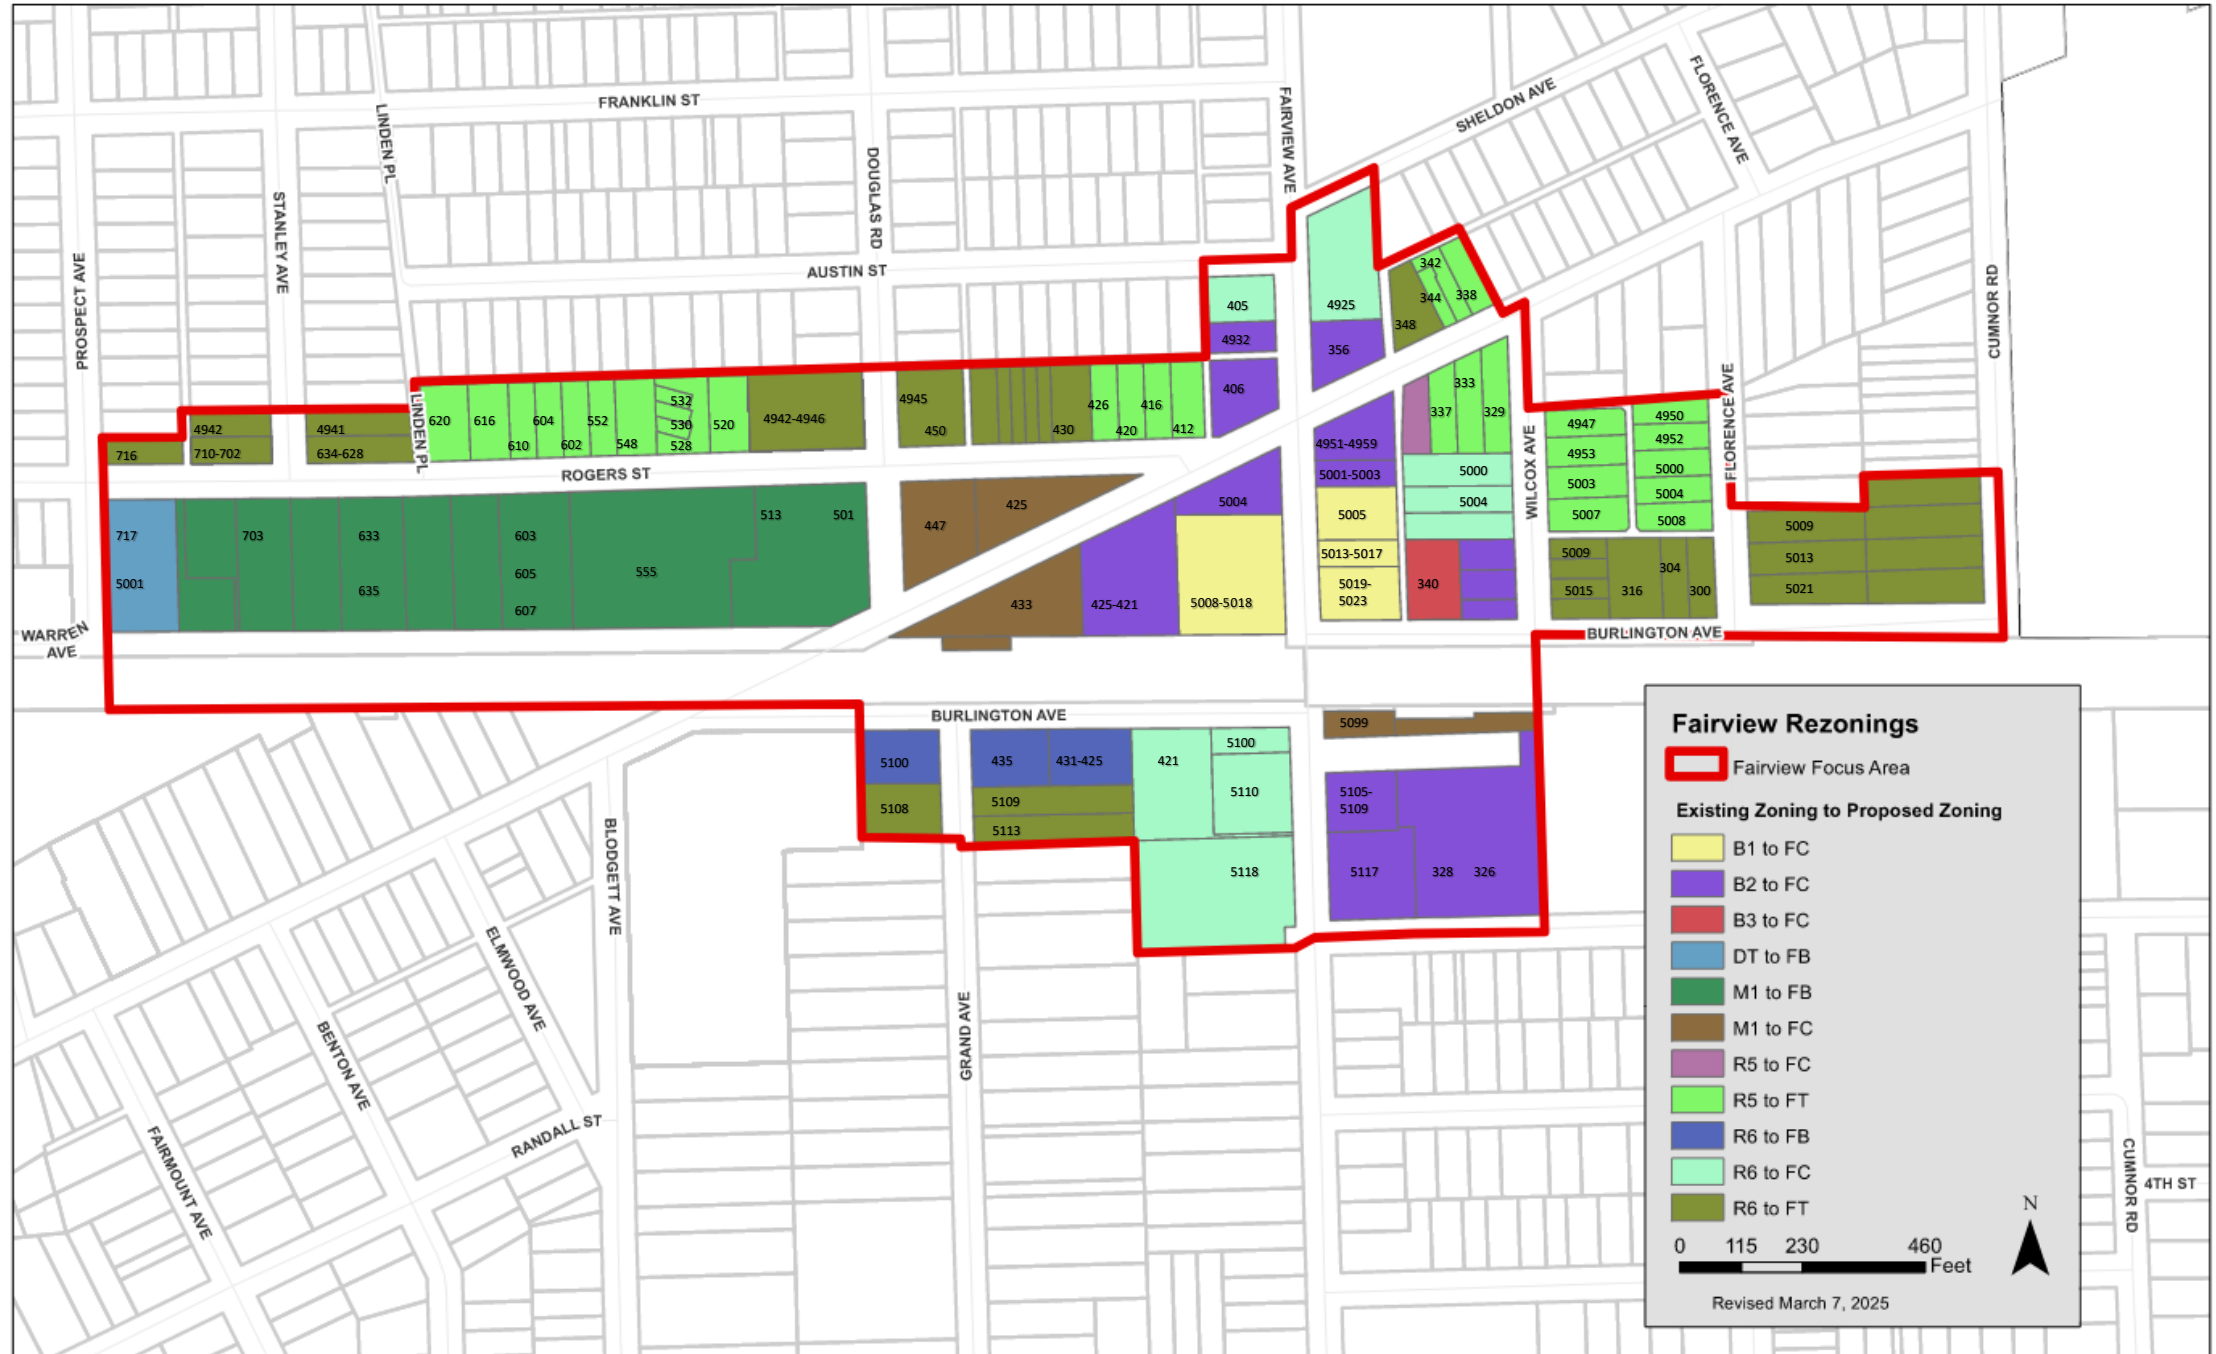 FRANKLIN ST
LINDEN PL
DOUGLAS RD
FAIRVIEW AVE
SHELDON AVE
FLORENCE AVE
STANLEY AVE
PROSPECT AVE
AUSTIN ST
CUMNOR RD
405
4932
406
4925
356
342
344
338
348
4942
716
710-702
4941
634-628
LINDEN PL
620
616
610
604
602
552
548
532
530
528
520
4942-4946
4945
450
430
426
420
416
412
ROGERS ST
333
337
329
4951-4959
5001-5003
5000
5004
5005
5013-5017
5019-
5023
340
WILCOX AVE
4947
4953
5003
5007
4950
4952
5000
5004
5008
FLORENCE AVE
5009
5015
316
304
300
5009
5013
5021
717
5001
703
633
635
603
605
607
555
513
501
447
425
433
425-421
5004
5008-5018
WARREN
AVE
BURLINGTON AVE
BURLINGTON AVE
5100
5108
435
431-425
5109
5113
421
5100
5110
5118
5099
5105-
5109
5117
328
326
BLODGETT AVE
ELMWOOD AVE
BENTON AVE
FAIRMOUNT AVE
RANDALL ST
GRAND AVE
CUMNOR RD
4TH ST
Fairview Rezonings
Fairview Focus Area
Existing Zoning to Proposed Zoning
B1 to FC
B2 to FC
B3 to FC
DT to FB
M1 to FB
M1 to FC
R5 to FC
R5 to FT
R6 to FB
R6 to FC
R6 to FT
N
0 115 230 460
Feet
Revised March 7, 2025